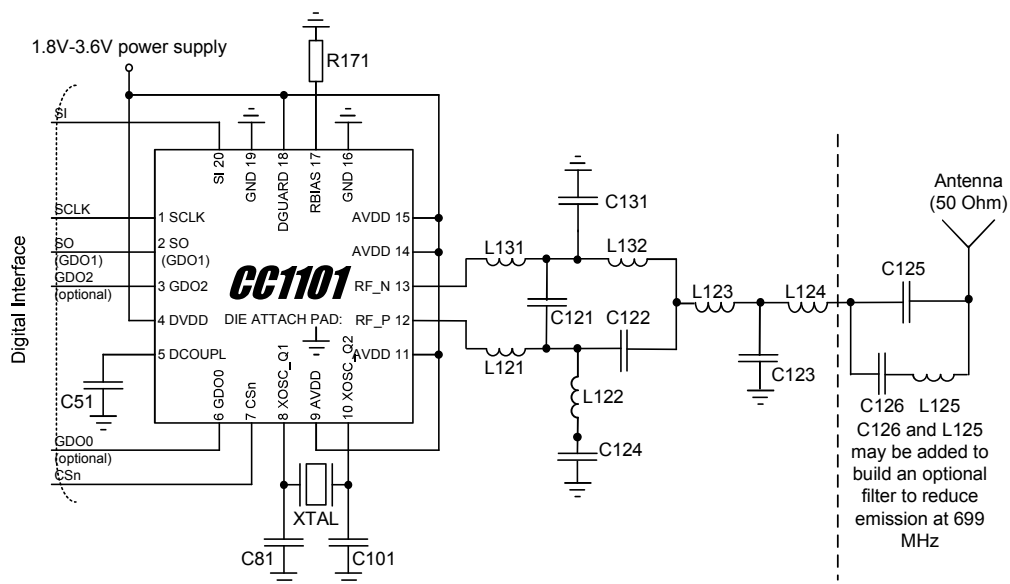 1.8V-3.6V power supply
R171
SI
SI 20
GND 19
DGUARD 18
RBIAS 17
GND 16
Antenna
(50 Ohm)
C131
SCLK
1 SCLK
AVDD 15
Digital Interface
SO
(GDO1)
2 SO
(GDO1)
AVDD 14
L131
L132
C125
GDO2
(optional)
3 GDO2
CC1101
RF_N 13
L123
L124
C121
C122
4 DVDD
DIE ATTACH PAD:
RF_P 12
5 DCOUPL
AVDD 11
L121
C123
C51
6 GDO0
7 CSn
8 XOSC_Q1
9 AVDD
10 XOSC_Q2
L122
C126
L125
C126 and L125
may be added to
build an optional
filter to reduce
emission at 699
MHz
GDO0
(optional)
C124
CSn
XTAL
C81
C101